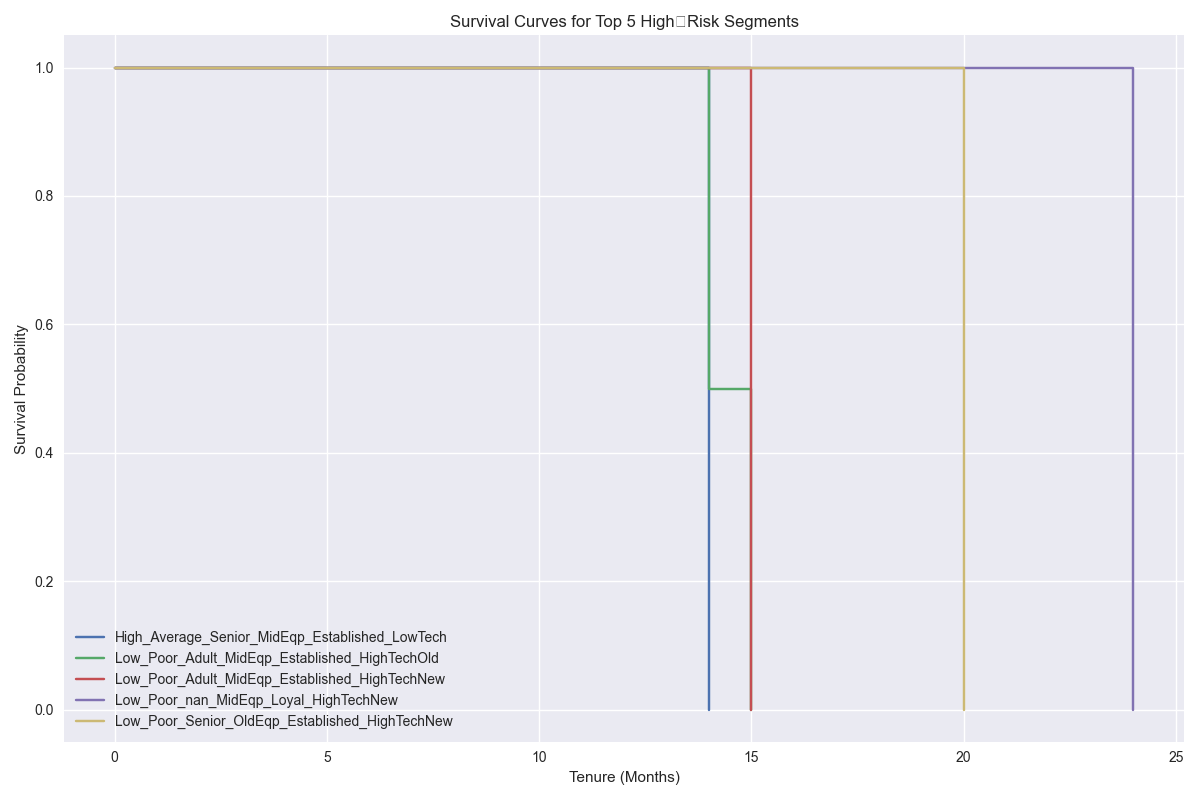 Survival Curves for Top 5 High▯Risk Segments
Survival Probability
1.0
0.8
0.6
0.4
0.2
0.0
High_Average_Senior_MidEqp_Established_LowTech
Low_Poor_Adult_MidEqp_Established_HighTechOld
Low_Poor_Adult_MidEqp_Established_HighTechNew
Low_Poor_nan_MidEqp_Loyal_HighTechNew
Low_Poor_Senior_OldEqp_Established_HighTechNew
0 5 10 15 20 25
Tenure (Months)